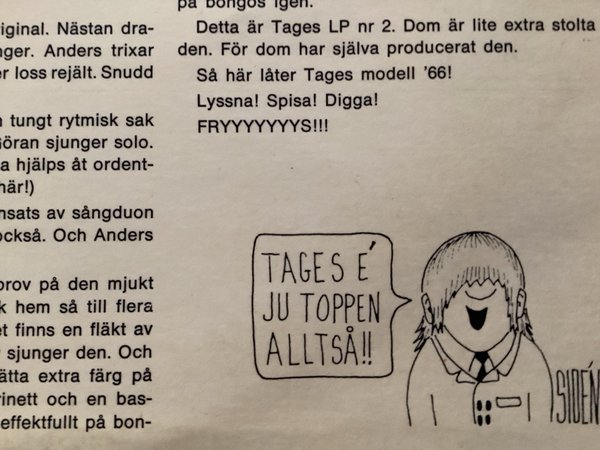 iginal. Nästan dra-
nger. Anders trixar
er loss rejält. Snudd
tungt rytmisk sak
Göran sjunger solo.
a hjälps åt ordent-
här!)
nsats av sångduon
också. Och Anders
prov på den mjukt
k hem så till flera
et finns en fläkt av
sjunger den. Och
ätta extra färg på
rinett och en bas-
effektfullt på bon-
på bongos igen.
Detta är Tages LP nr 2. Dom är lite extra stolta
den. För dom har själva producerat den.
Så här låter Tages modell '66!
Lyssna! Spisa! Digga!
FRYYYYYYYS!!!
TAGES É
JU TOPPEN
ALLTSÅ!!
SIDÉN